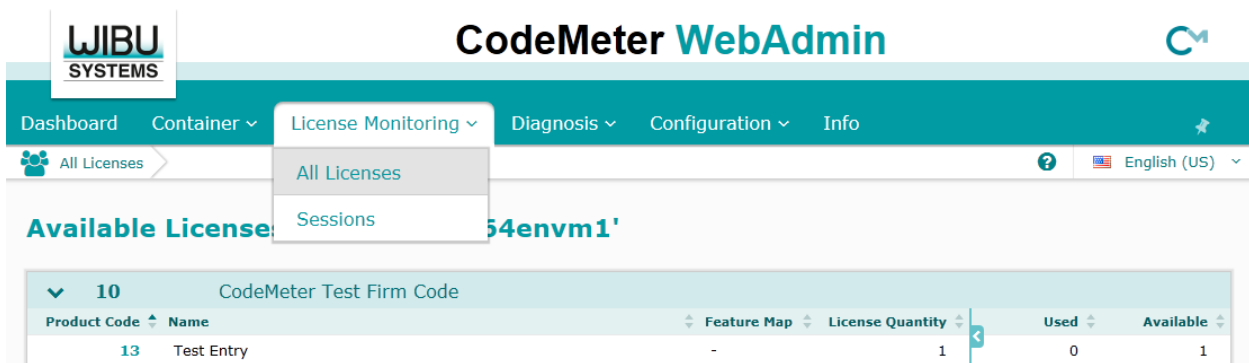 WIBU
SYSTEMS
CodeMeter WebAdmin
Dashboard Container License Monitoring Diagnosis Configuration Info
All Licenses English (US)
All Licenses
Sessions
Available License 64envm1'
10 CodeMeter Test Firm Code
Product Code Name Feature Map License Quantity Used Available
13 Test Entry - 1 0 1